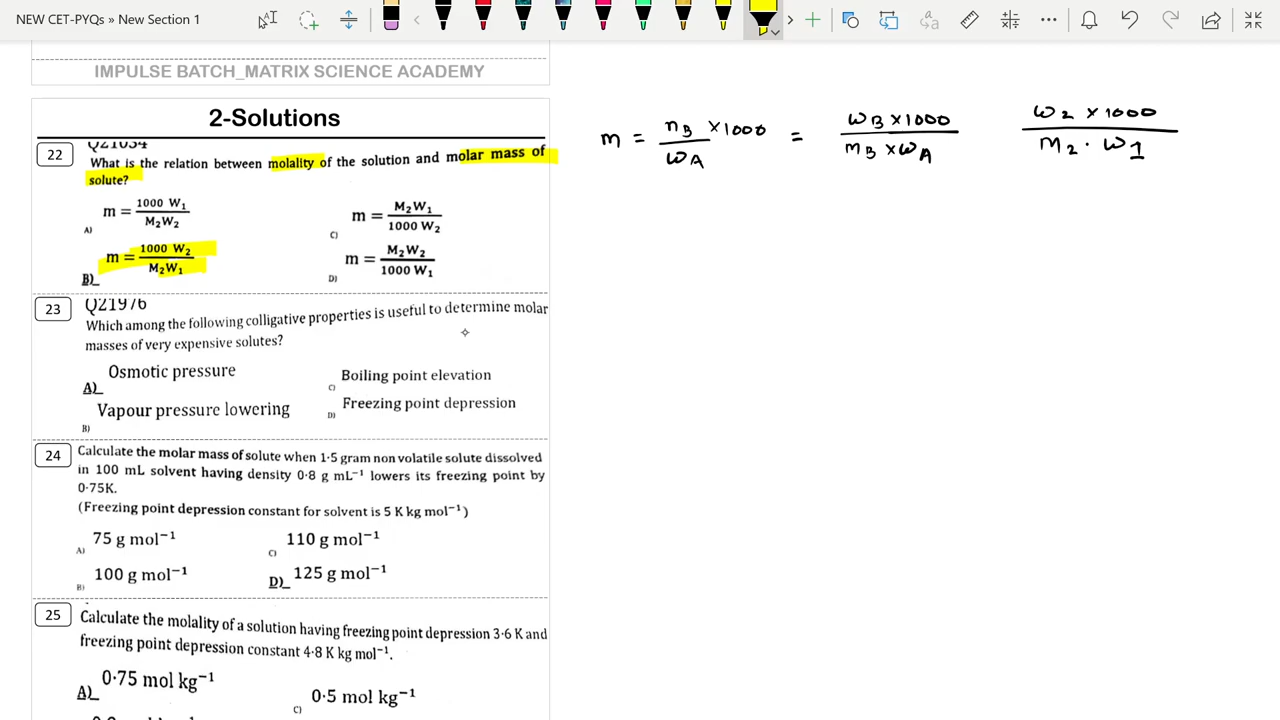 NEW CET-PYQs » New Section 1
IMPULSE BATCH_MATRIX SCIENCE ACADEMY
2-Solutions
22
Q21034
What is the relation between molality of the solution and molar mass of
solute?
A) m = 1000 W₁ / M₂W₂
C) m = M₂W₁ / 1000 W₂
B) m = 1000 W₂ / M₂W₁
D) m = M₂W₂ / 1000 W₁
m = n_B / ω_A × 1000 = ω_B × 1000 / m_B × ω_A
ω₂ × 1000 / M₂ · ω₁
23
Q21976
Which among the following colligative properties is useful to determine molar
masses of very expensive solutes?
A) Osmotic pressure
C) Boiling point elevation
B) Vapour pressure lowering
D) Freezing point depression
24
Calculate the molar mass of solute when 1·5 gram non volatile solute dissolved
in 100 mL solvent having density 0·8 g mL⁻¹ lowers its freezing point by
0·75K.
(Freezing point depression constant for solvent is 5 K kg mol⁻¹)
A) 75 g mol⁻¹
C) 110 g mol⁻¹
B) 100 g mol⁻¹
D) 125 g mol⁻¹
25
Calculate the molality of a solution having freezing point depression 3·6 K and
freezing point depression constant 4·8 K kg mol⁻¹.
A) 0·75 mol kg⁻¹
C) 0·5 mol kg⁻¹